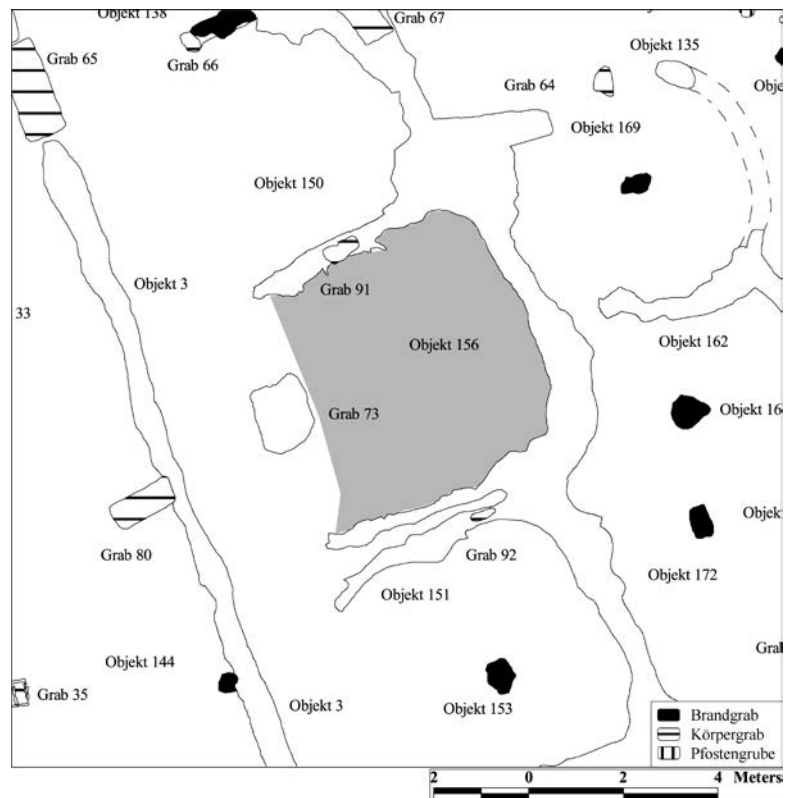 Objekt 138
Grab 67
Grab 65
Grab 66
Objekt 135
Grab 64
Objekt 169
Objekt 150
Objekt 3
Grab 91
33
Objekt 156
Objekt 162
Grab 73
Grab 80
Grab 92
Objekt 172
Objekt 151
Objekt 144
Grab 35
Objekt 3
Objekt 153
Brandgrab
Körpergrab
Pfostengrube
2 0 2 4 Meters